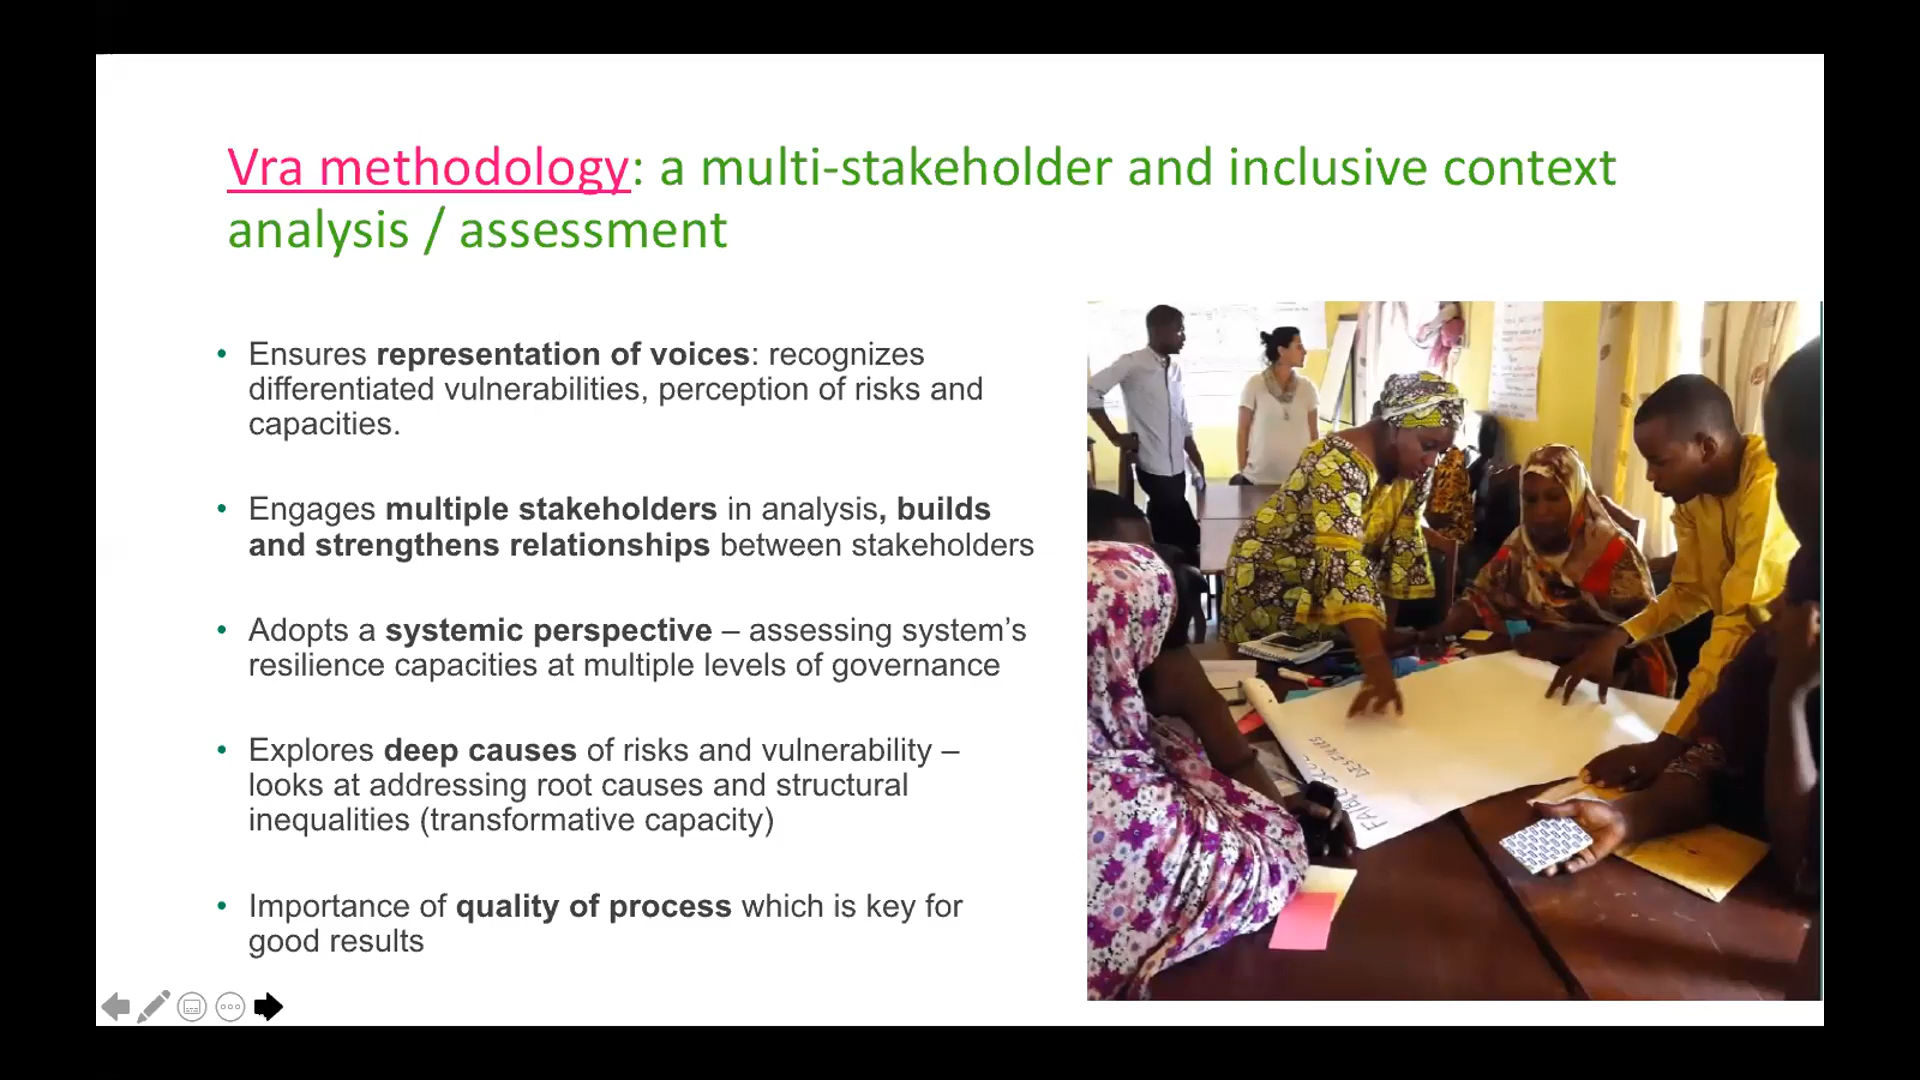 Vra methodology: a multi-stakeholder and inclusive context
analysis / assessment
• Ensures representation of voices: recognizes
differentiated vulnerabilities, perception of risks and
capacities.
• Engages multiple stakeholders in analysis, builds
and strengthens relationships between stakeholders
• Adopts a systemic perspective – assessing system’s
resilience capacities at multiple levels of governance
• Explores deep causes of risks and vulnerability –
looks at addressing root causes and structural
inequalities (transformative capacity)
• Importance of quality of process which is key for
good results